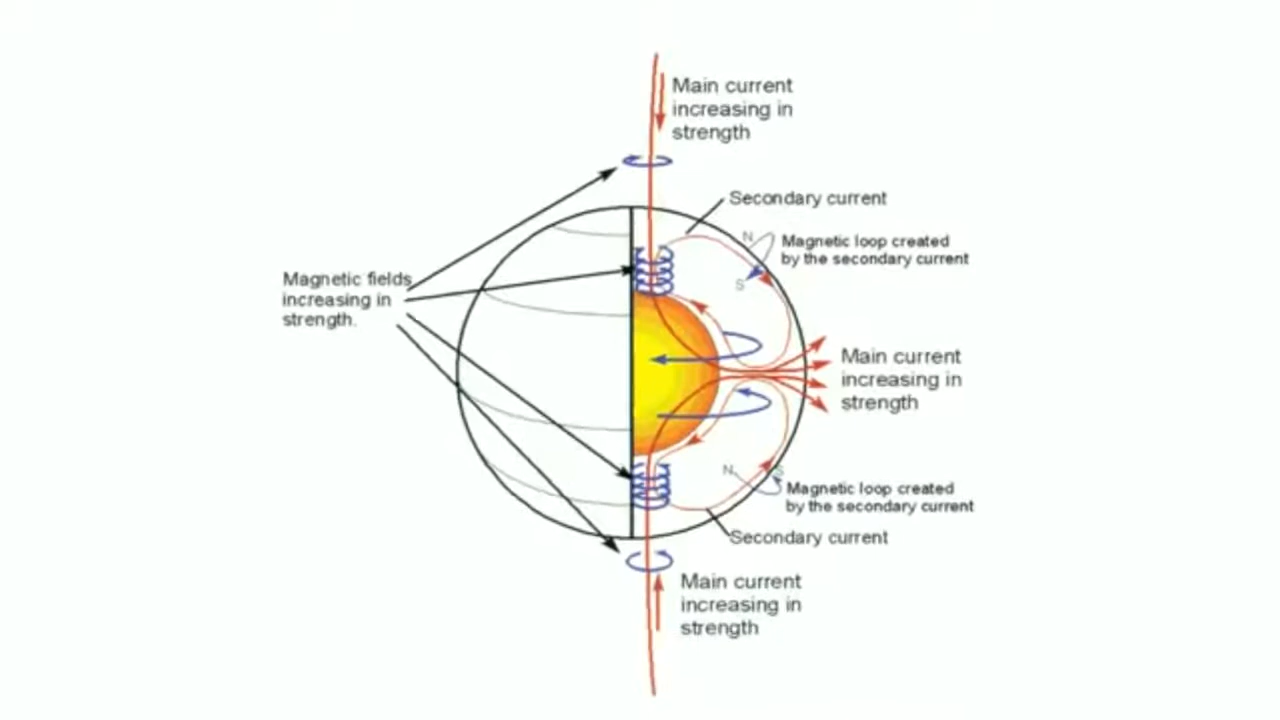 Main current
increasing in
strength
Secondary current
N
Magnetic loop created
by the secondary current
S
Magnetic fields
increasing in
strength.
Main current
increasing in
strength
N
S
Magnetic loop created
by the secondary current
Secondary current
Main current
increasing in
strength